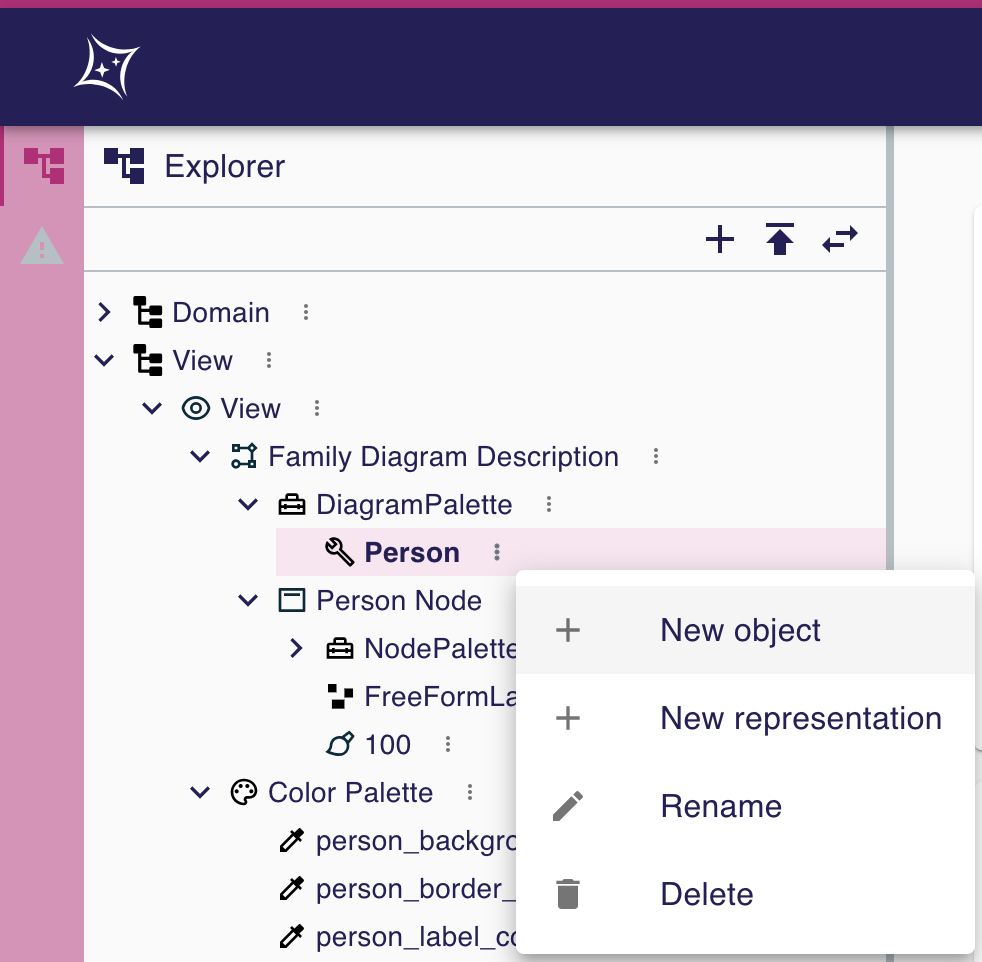 Explorer
Domain
View
View
Family Diagram Description
DiagramPalette
Person
Person Node
New object
NodePalette
FreeFormLa
New representation
100
Color Palette
Rename
person_backgro
person_border_
Delete
person_label_co